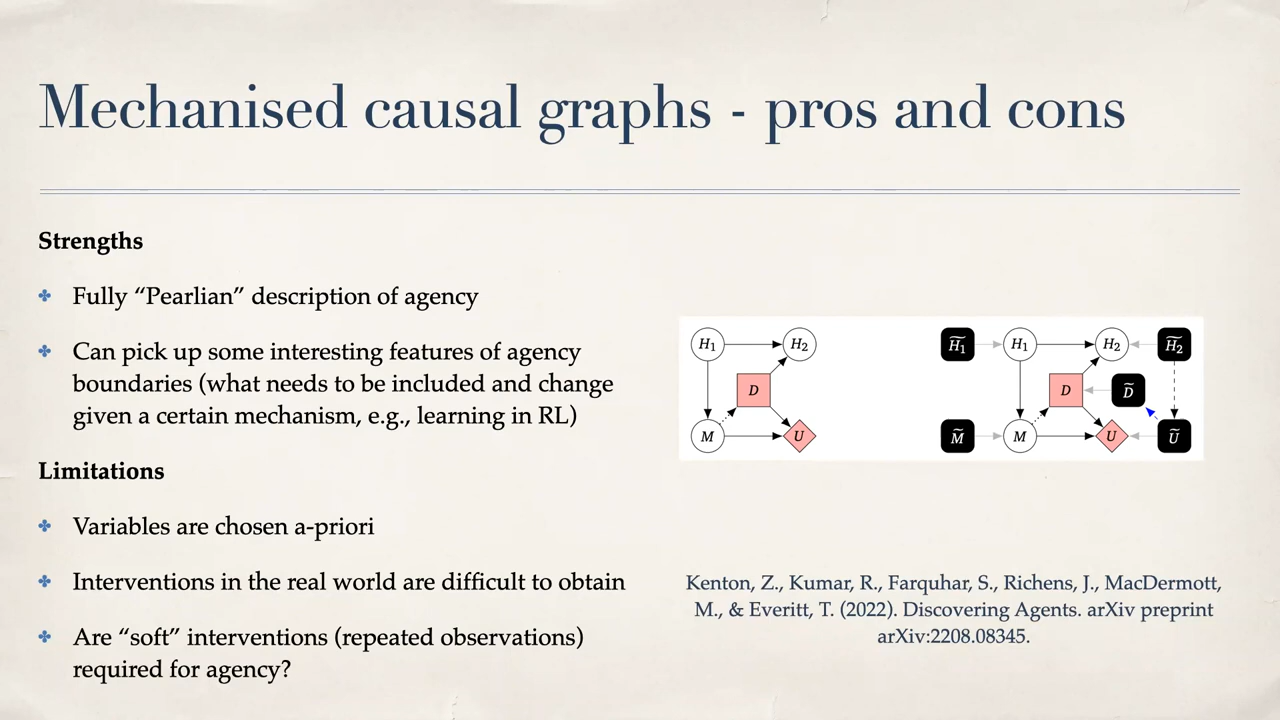 Mechanised causal graphs - pros and cons
Strengths
Fully “Pearlian” description of agency
Can pick up some interesting features of agency
boundaries (what needs to be included and change
given a certain mechanism, e.g., learning in RL)
Limitations
Variables are chosen a-priori
Interventions in the real world are difficult to obtain
Are “soft” interventions (repeated observations)
required for agency?
H₁ H₂
D
M U
H̃₁ H₁ H₂ H̃₂
D D̃
M̃ M U Ũ
Kenton, Z., Kumar, R., Farquhar, S., Richens, J., MacDermott,
M., & Everitt, T. (2022). Discovering Agents. arXiv preprint
arXiv:2208.08345.